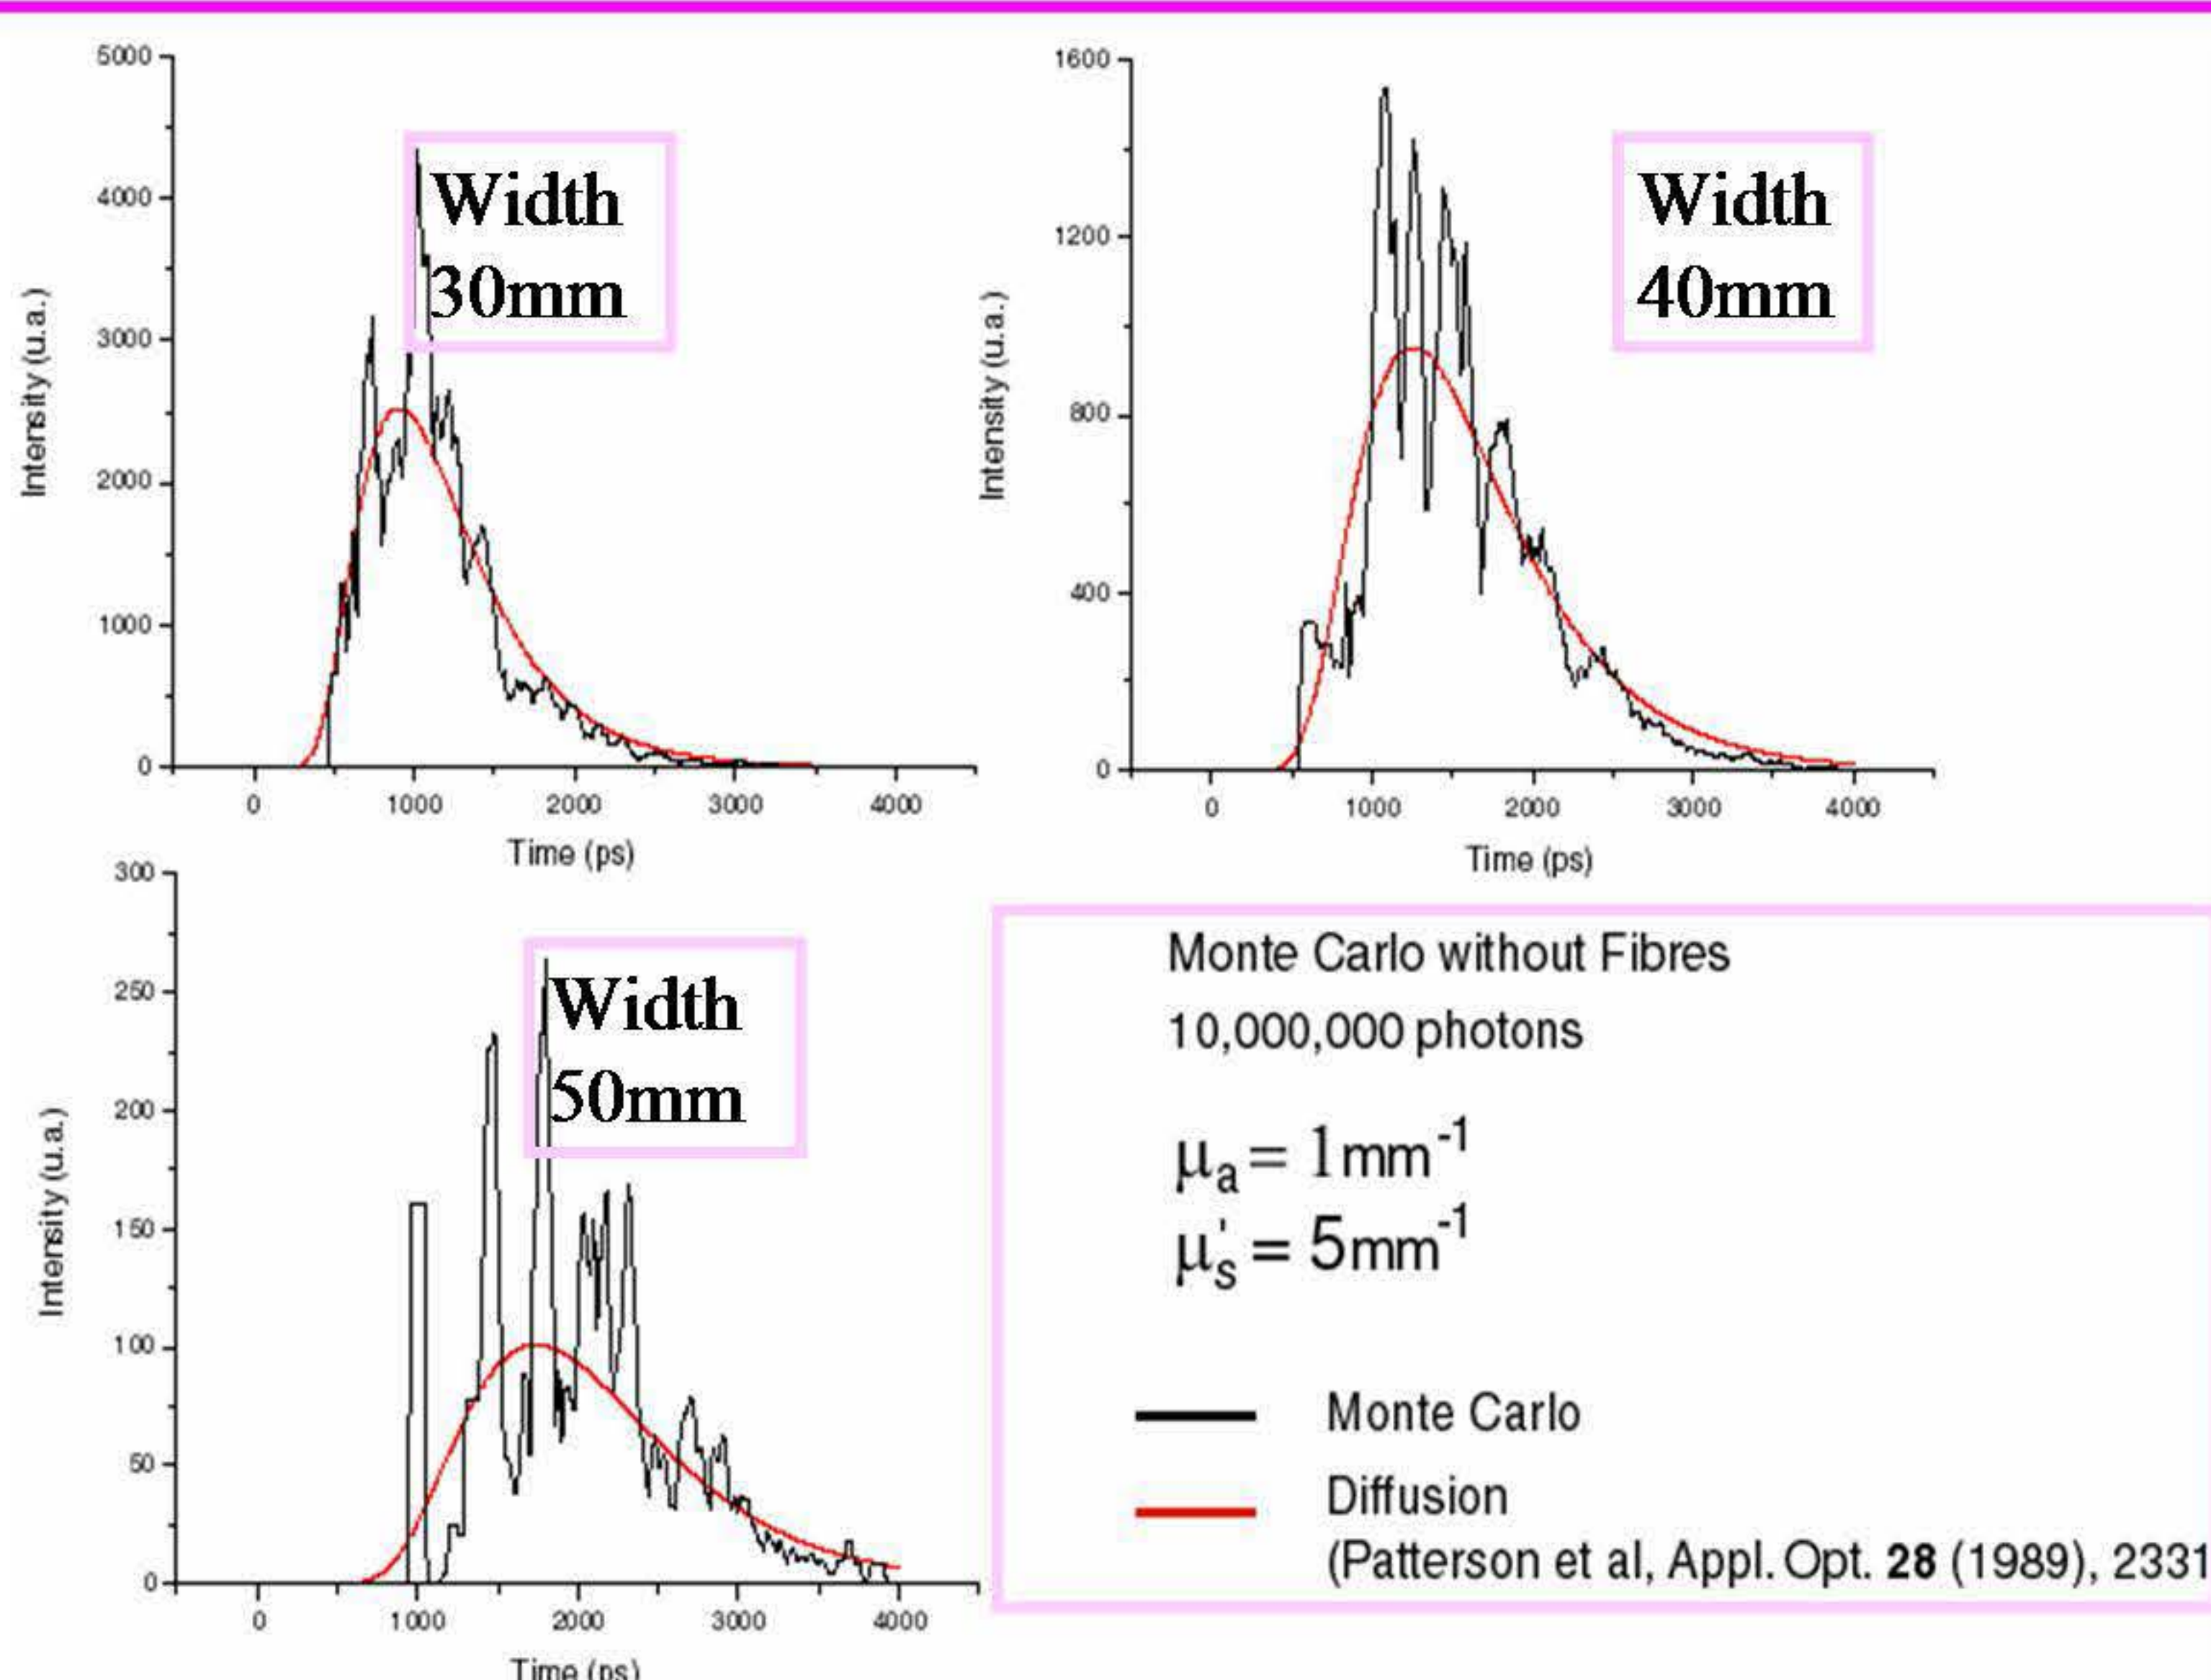 5000
4000
3000
2000
1000
0
Intensity (u.a.)
Width
30mm
0 1000 2000 3000 4000
Time (ps)
1600
1200
800
400
0
Intensity (u.a.)
Width
40mm
0 1000 2000 3000 4000
Time (ps)
300
250
200
150
100
50
0
Intensity (u.a.)
Width
50mm
0 1000 2000 3000 4000
Time (ps)
Monte Carlo without Fibres
10,000,000 photons
μa = 1mm⁻¹
μs' = 5mm⁻¹
Monte Carlo
Diffusion
(Patterson et al, Appl. Opt. 28 (1989), 2331